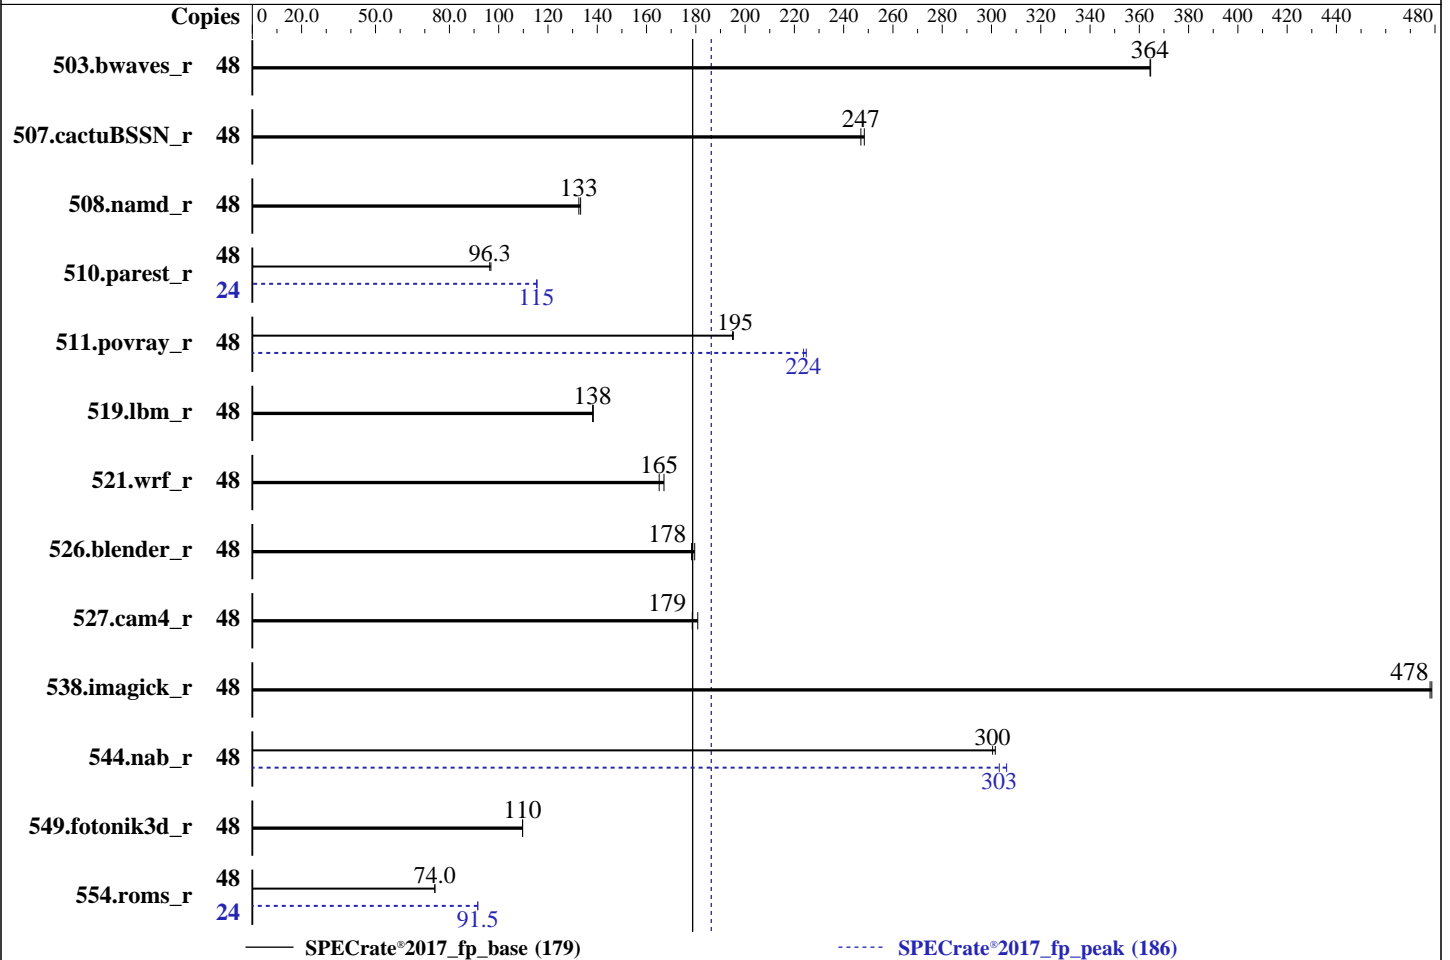 Copies 0 20.0 50.0 80.0 100 120 140 160 180 200 220 240 260 280 300 320 340 360 380 400 420 440 480
503.bwaves_r 48 364
507.cactuBSSN_r 48 247
508.namd_r 48 133
48 96.3
510.parest_r
24 115
195
511.povray_r 48
224
519.lbm_r 48 138
521.wrf_r 48 165
526.blender_r 48 178
527.cam4_r 48 179
538.imagick_r 48 478
300
544.nab_r 48
303
549.fotonik3d_r 48 110
48 74.0
554.roms_r
24 91.5
SPECrate®2017_fp_base (179) SPECrate®2017_fp_peak (186)